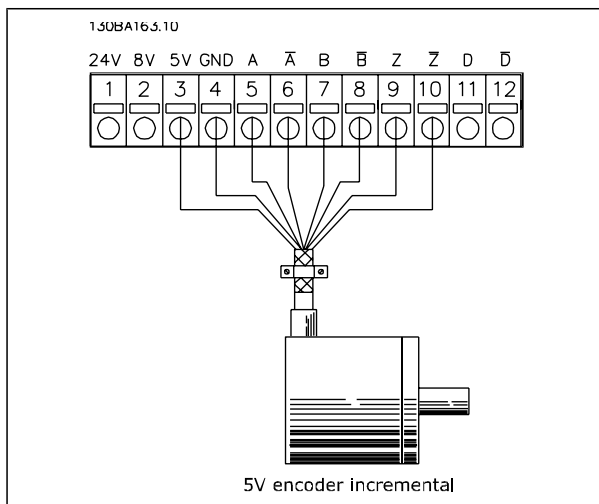 130BA163.10
24V 8V 5V GND A A̅ B B̅ Z Z̅ D D̅
1 2 3 4 5 6 7 8 9 10 11 12
5V encoder incremental